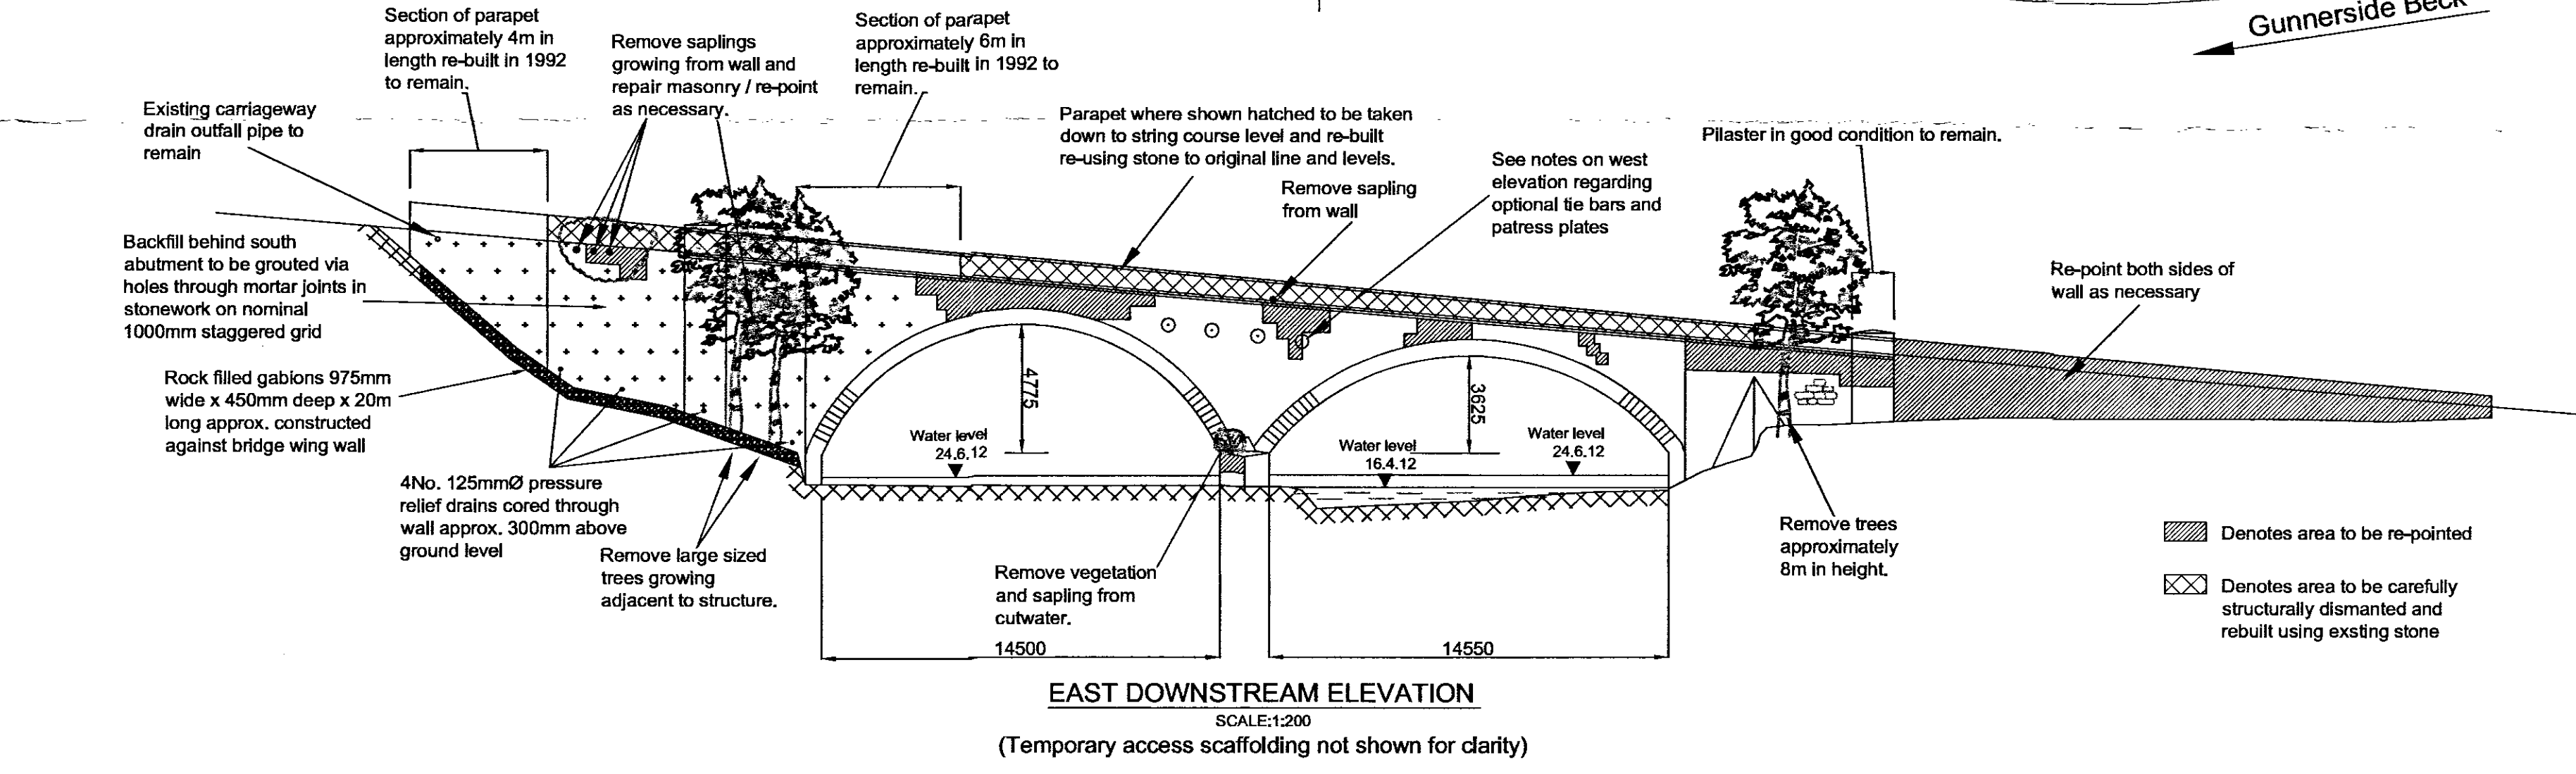 Gunnerside Beck
Section of parapet
approximately 4m in
length re-built in 1992
to remain.
Remove saplings
growing from wall and
repair masonry / re-point
as necessary.
Section of parapet
approximately 6m in
length re-built in 1992 to
remain.
Existing carriageway
drain outfall pipe to
remain
Parapet where shown hatched to be taken
down to string course level and re-built
re-using stone to original line and levels.
Pilaster in good condition to remain.
See notes on west
elevation regarding
optional tie bars and
patress plates
Remove sapling
from wall
Backfill behind south
abutment to be grouted via
holes through mortar joints in
stonework on nominal
1000mm staggered grid
Re-point both sides of
wall as necessary
Rock filled gabions 975mm
wide x 450mm deep x 20m
long approx. constructed
against bridge wing wall
4775
3625
Water level
24.6.12
Water level
16.4.12
Water level
24.6.12
4No. 125mmØ pressure
relief drains cored through
wall approx. 300mm above
ground level
Remove large sized
trees growing
adjacent to structure.
Remove vegetation
and sapling from
cutwater.
Remove trees
approximately
8m in height.
Denotes area to be re-pointed
Denotes area to be carefully
structurally dismanted and
rebuilt using exsting stone
14500
14550
EAST DOWNSTREAM ELEVATION
SCALE:1:200
(Temporary access scaffolding not shown for clarity)